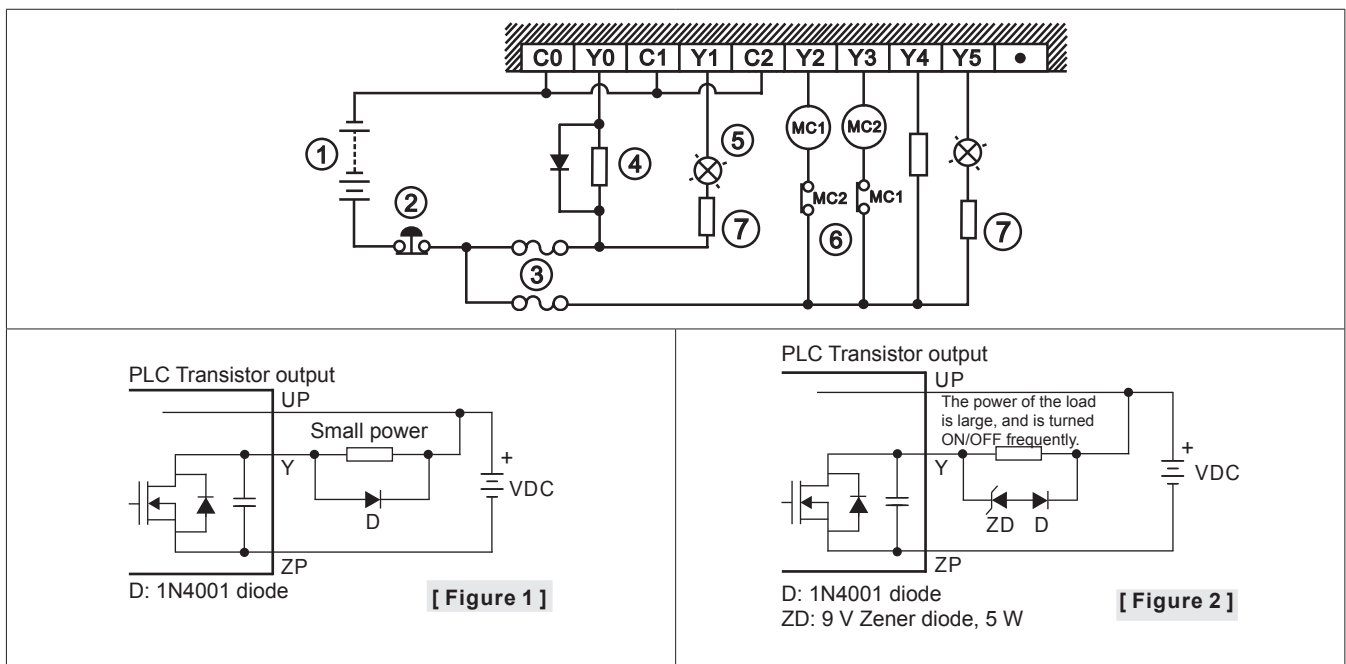 C0 Y0 C1 Y1 C2 Y2 Y3 Y4 Y5 •
① ② ③ ④ ⑤ ⑥ ⑦ ⑦
MC1 MC2
MC2 MC1
PLC Transistor output
UP
Small power
Y
+
VDC
D
ZP
D: 1N4001 diode
[ Figure 1 ]
PLC Transistor output
UP
The power of the load
is large, and is turned
ON/OFF frequently.
Y
+
VDC
ZD D
ZP
D: 1N4001 diode
ZD: 9 V Zener diode, 5 W
[ Figure 2 ]